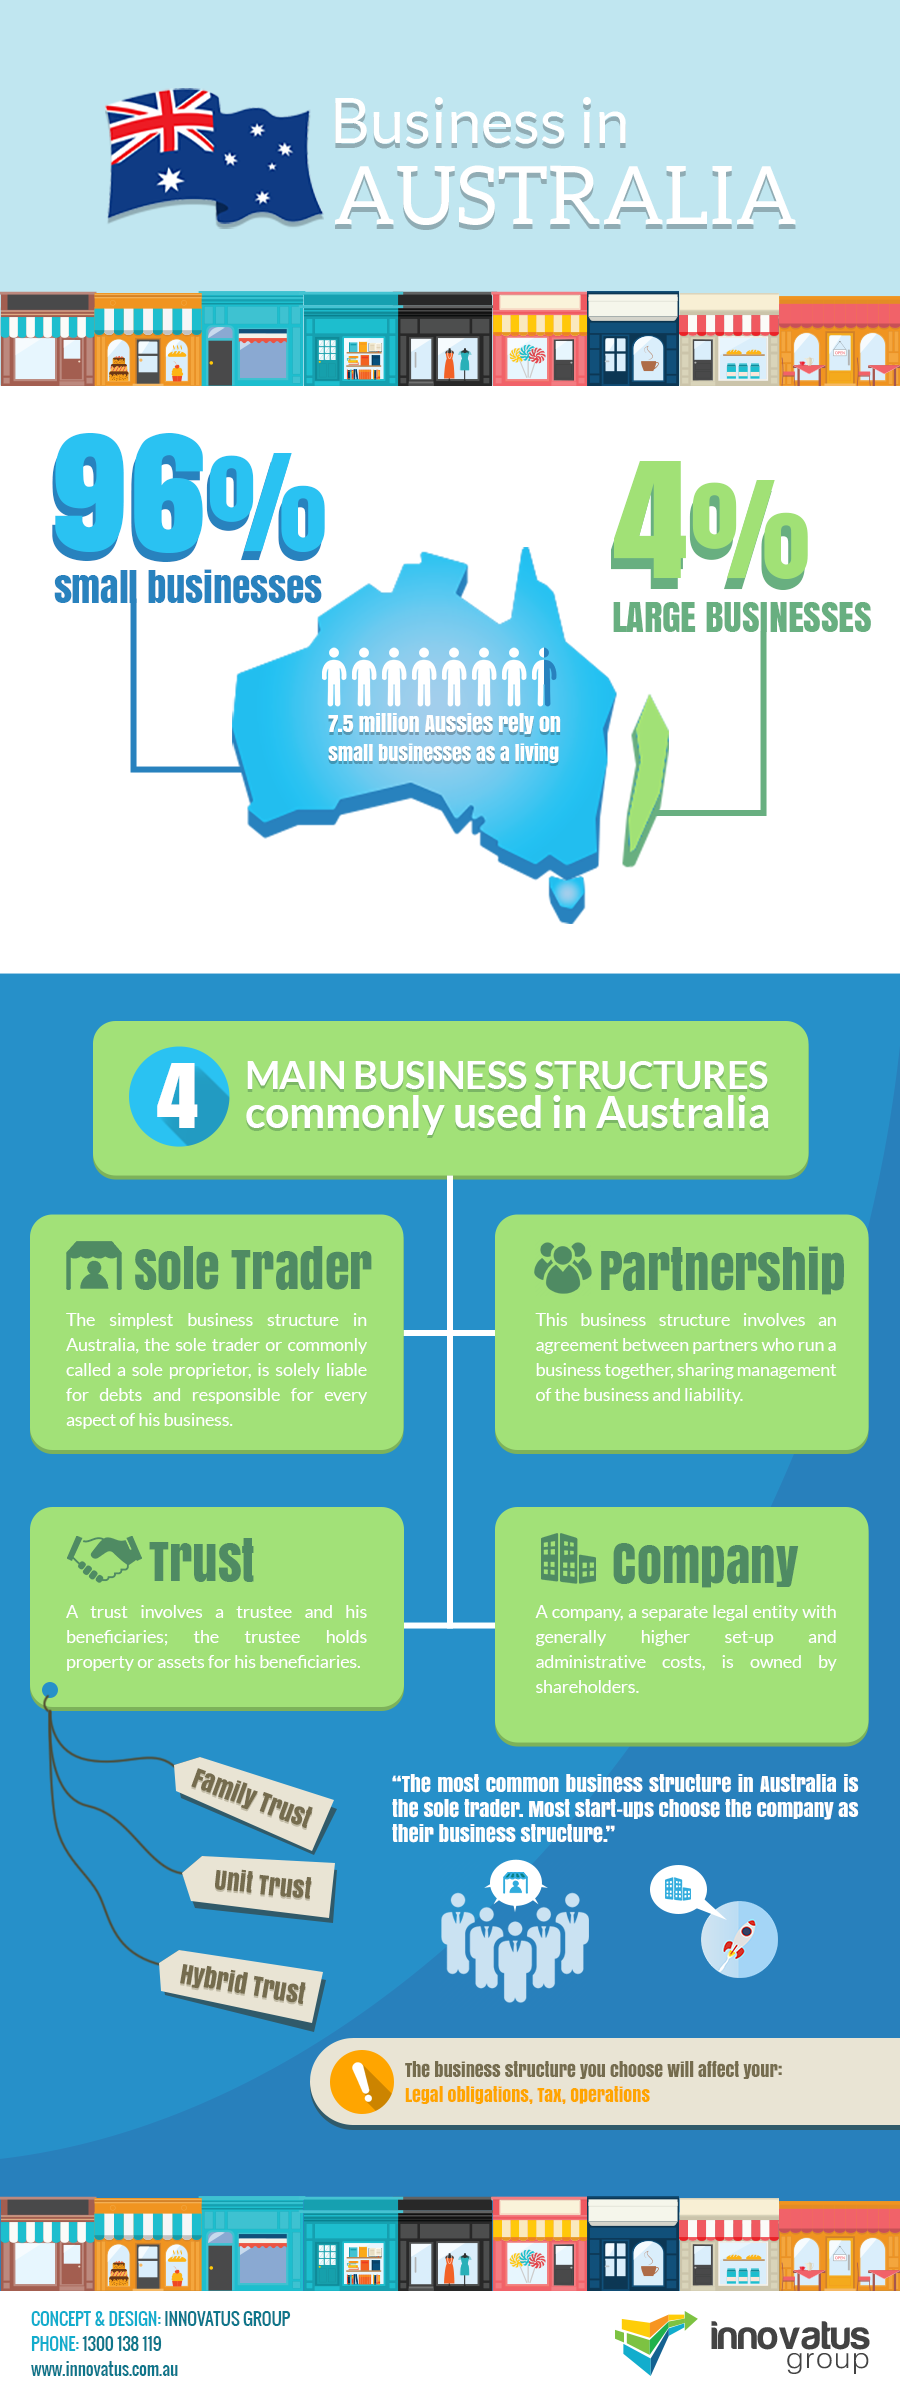 Business in
AUSTRALIA
96%
small businesses
4%
LARGE BUSINESSES
7.5 million Aussies rely on
small businesses as a living
4
MAIN BUSINESS STRUCTURES
commonly used in Australia
Sole Trader
The simplest business structure in
Australia, the sole trader or commonly
called a sole proprietor, is solely liable
for debts and responsible for every
aspect of his business.
Partnership
This business structure involves an
agreement between partners who run a
business together, sharing management
of the business and liability.
Trust
A trust involves a trustee and his
beneficiaries; the trustee holds
property or assets for his beneficiaries.
Company
A company, a separate legal entity with
generally higher set-up and
administrative costs, is owned by
shareholders.
Family Trust
Unit Trust
Hybrid Trust
“The most common business structure in Australia is
the sole trader. Most start-ups choose the company as
their business structure.”
!
The business structure you choose will affect your:
Legal obligations, Tax, Operations
CONCEPT & DESIGN: INNOVATUS GROUP
PHONE: 1300 138 119
www.innovatus.com.au
innovatus
group